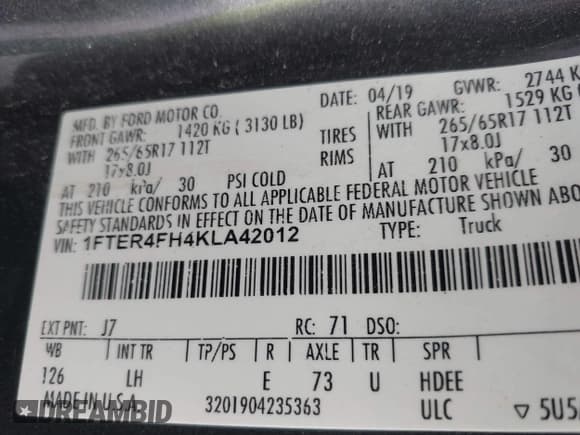 MFD. BY FORD MOTOR CO. DATE: 04/19 GVWR: 2744 K
FRONT GAWR: 1420 KG ( 3130 LB) REAR GAWR: 1529 KG
WITH 265/65R17 112T TIRES WITH 265/65R17 112T
17x8.0J RIMS 17x8.0J
AT 210 kPa/ 30 PSI COLD AT 210 kPa/ 30
THIS VEHICLE CONFORMS TO ALL APPLICABLE FEDERAL MOTOR VEHICLE
SAFETY STANDARDS IN EFFECT ON THE DATE OF MANUFACTURE SHOWN ABO
VIN: 1FTER4FH4KLA42012 TYPE: Truck
EXT PNT: J7 RC: 71 DSO:
WB INT TR TP/PS R AXLE TR SPR
126 LH E 73 U HDEE
MADE IN U.S.A. 3201904235363 ULC ▽ 5U5
DREAMBID